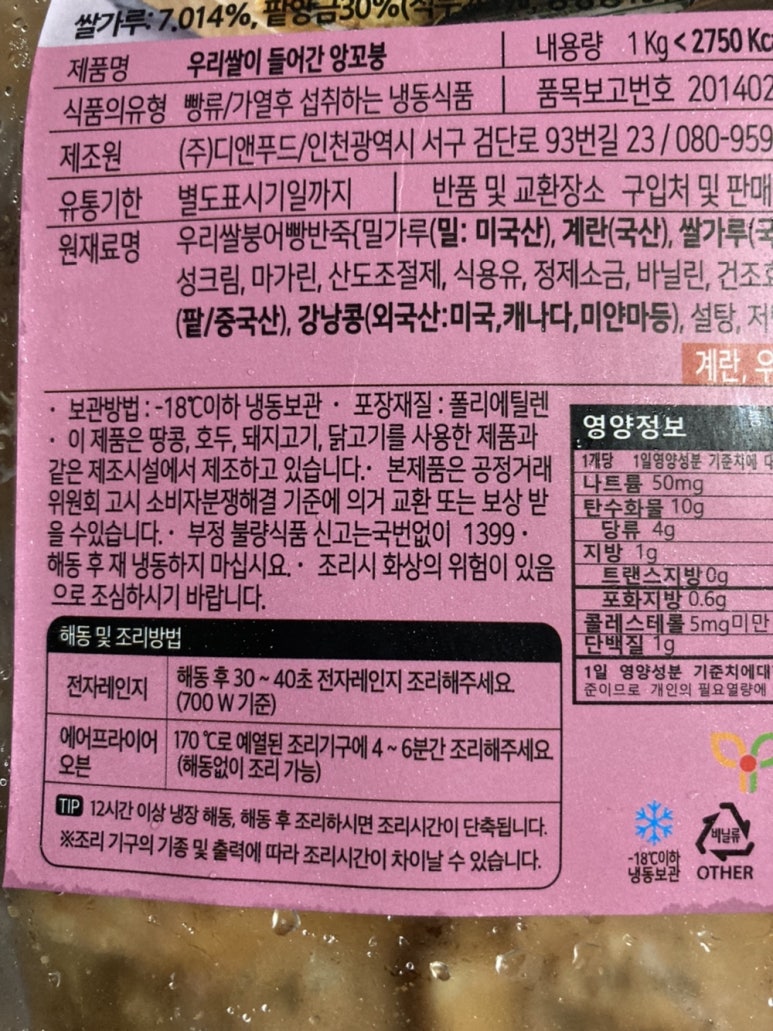 쌀가루: 7.014%, 팥앙금30%
제품명 우리쌀이 들어간 앙꼬붕 내용량 1Kg < 2750 Kc
식품의유형 빵류/가열후 섭취하는 냉동식품 품목보고번호 201402
제조원 (주)디앤푸드/인천광역시 서구 검단로 93번길 23 / 080-959
유통기한 별도표시기일까지 반품 및 교환장소 구입처 및 판매
원재료명 우리쌀붕어빵반죽{밀가루(밀: 미국산), 계란(국산), 쌀가루(국
성크림, 마가린, 산도조절제, 식용유, 정제소금, 바닐린, 건조
(팥/중국산), 강낭콩(외국산:미국,캐나다,미얀마등), 설탕, 저
계란, 우
· 보관방법 : -18℃이하 냉동보관 · 포장재질 : 폴리에틸렌
· 이 제품은 땅콩, 호두, 돼지고기, 닭고기를 사용한 제품과
같은 제조시설에서 제조하고 있습니다.· 본제품은 공정거래
위원회 고시 소비자분쟁해결 기준에 의거 교환 또는 보상 받
을 수있습니다.· 부정 불량식품 신고는국번없이 1399 ·
해동 후 재 냉동하지 마십시요.· 조리시 화상의 위험이 있음
으로 조심하시기 바랍니다.
영양정보
1개당 1일영양성분 기준치에 대
나트륨 50mg
탄수화물 10g
당류 4g
지방 1g
트랜스지방 0g
포화지방 0.6g
콜레스테롤 5mg미만
단백질 1g
1일 영양성분 기준치에대
준이므로 개인의 필요열량에
해동 및 조리방법
전자레인지 해동 후 30 ~ 40초 전자레인지 조리해주세요.
(700 W 기준)
에어프라이어 170 ℃로 예열된 조리기구에 4 ~ 6분간 조리해주세요.
오븐 (해동없이 조리 가능)
TIP 12시간 이상 냉장 해동, 해동 후 조리하시면 조리시간이 단축됩니다.
※조리 기구의 기종 및 출력에 따라 조리시간이 차이날 수 있습니다.
-18℃이하
냉동보관
비닐류
OTHER